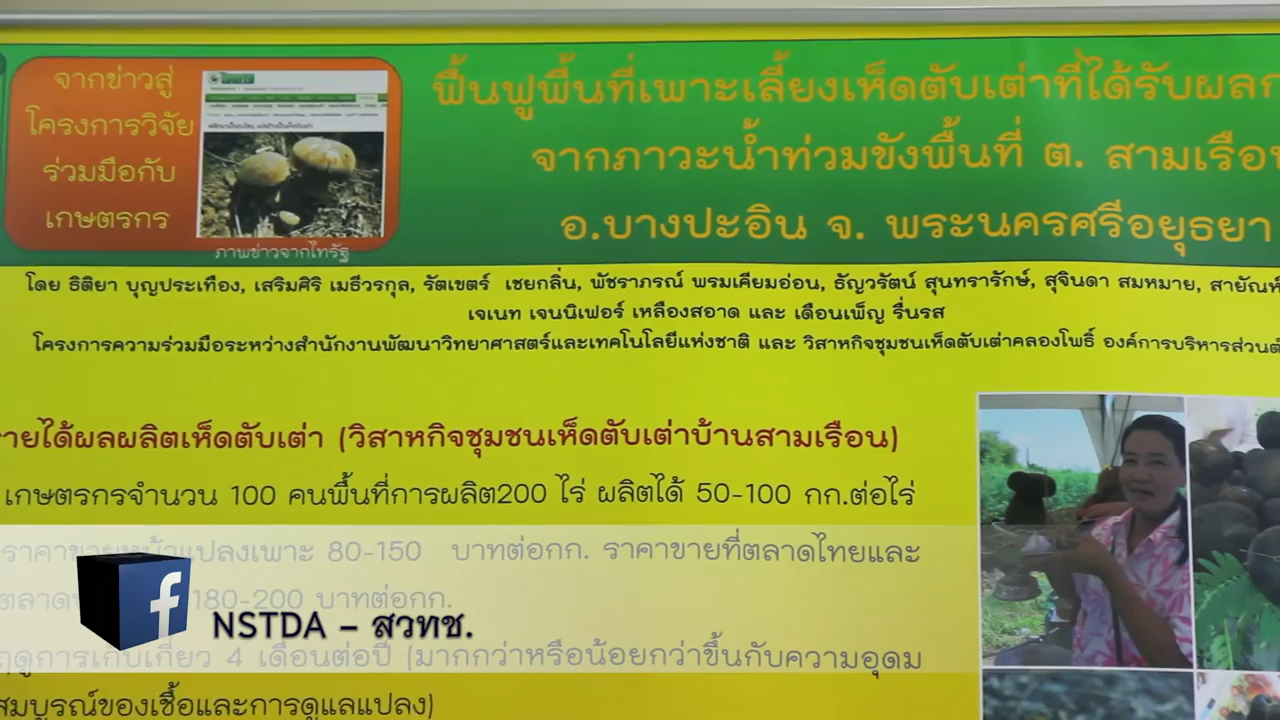 จากข่าวสู่
โครงการวิจัย
ร่วมมือกับ
เกษตรกร
ภาพข่าวจากไทรัฐ
ฟื้นฟูพื้นที่เพาะเลี้ยงเห็ดตับเต่าที่ได้รับผลก
จากภาวะน้ำท่วมขังพื้นที่ ต. สามเรือน
อ.บางปะอิน จ. พระนครศรีอยุธยา
โดย ธิติยา บุญประเทือง, เสริมศิริ เมธีวรกุล, รัตเขตร์ เชยกลิ่น, พัชราภรณ์ พรมเคียมอ่อน, ธัญวรัตน์ สุนทรารักษ์, สุจินดา สมหมาย, สายัณห์
เจเนท เจนนิเฟอร์ เหลืองสอาด และ เดือนเพ็ญ รื่นรส
โครงการความร่วมมือระหว่างสำนักงานพัฒนาวิทยาศาสตร์และเทคโนโลยีแห่งชาติ และ วิสาหกิจชุมชนเห็ดตับเต่าคลองโพธิ์ องค์การบริหารส่วนตำ
รายได้ผลผลิตเห็ดตับเต่า (วิสาหกิจชุมชนเห็ดตับเต่าบ้านสามเรือน)
เกษตรกรจำนวน 100 คนพื้นที่การผลิต200 ไร่ ผลิตได้ 50-100 กก.ต่อไร่
ราคาขายหน้าแปลงเพาะ 80-150 บาทต่อกก. ราคาขายที่ตลาดไทยและ
180-200 บาทต่อกก.
NSTDA – สวทช.
ฤดูการเก็บเกี่ยว 4 เดือนต่อปี (มากกว่าหรือน้อยกว่าขึ้นกับความอุดม
สมบูรณ์ของเชื้อและการดูแลแปลง)